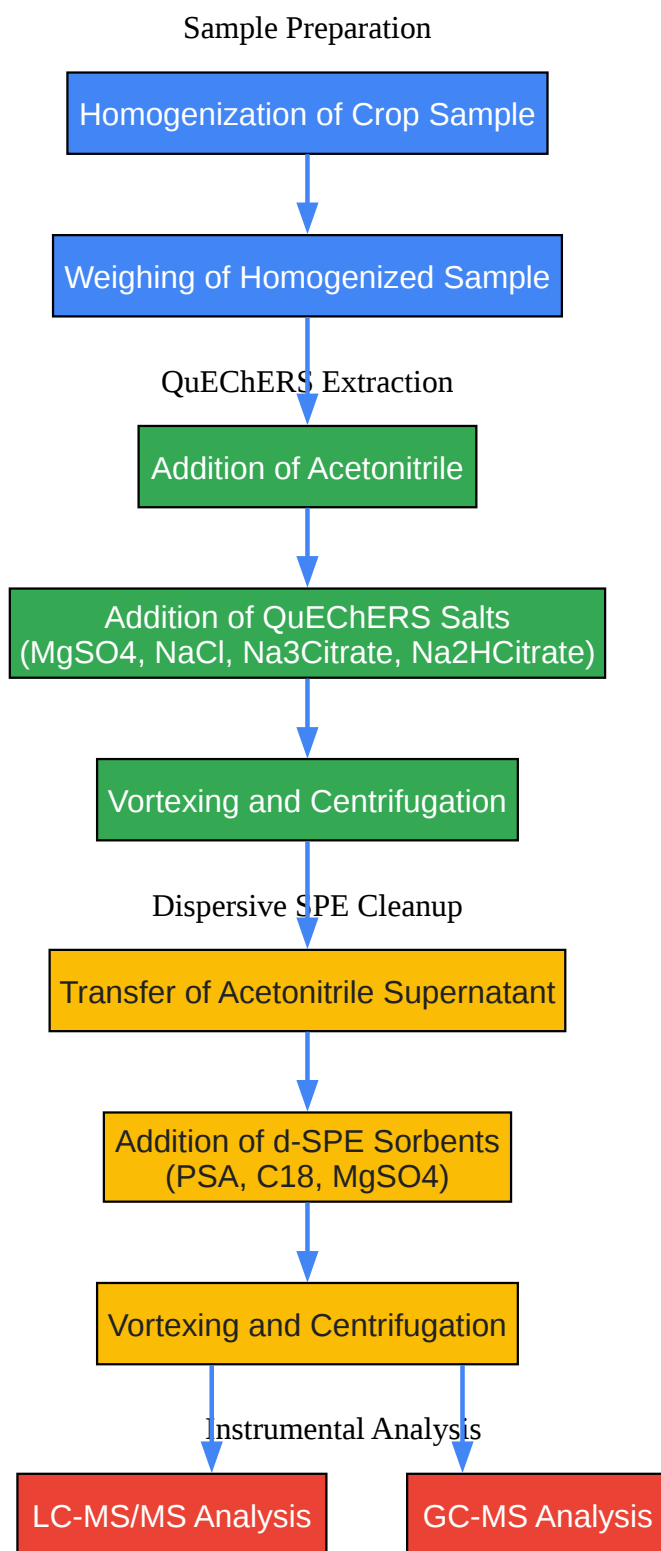 Sample Preparation
Homogenization of Crop Sample
Weighing of Homogenized Sample
QuEChERS Extraction
Addition of Acetonitrile
Addition of QuEChERS Salts
(MgSO4, NaCl, Na3Citrate, Na2HCitrate)
Vortexing and Centrifugation
Dispersive SPE Cleanup
Transfer of Acetonitrile Supernatant
Addition of d-SPE Sorbents
(PSA, C18, MgSO4)
Vortexing and Centrifugation
Instrumental Analysis
LC-MS/MS Analysis
GC-MS Analysis